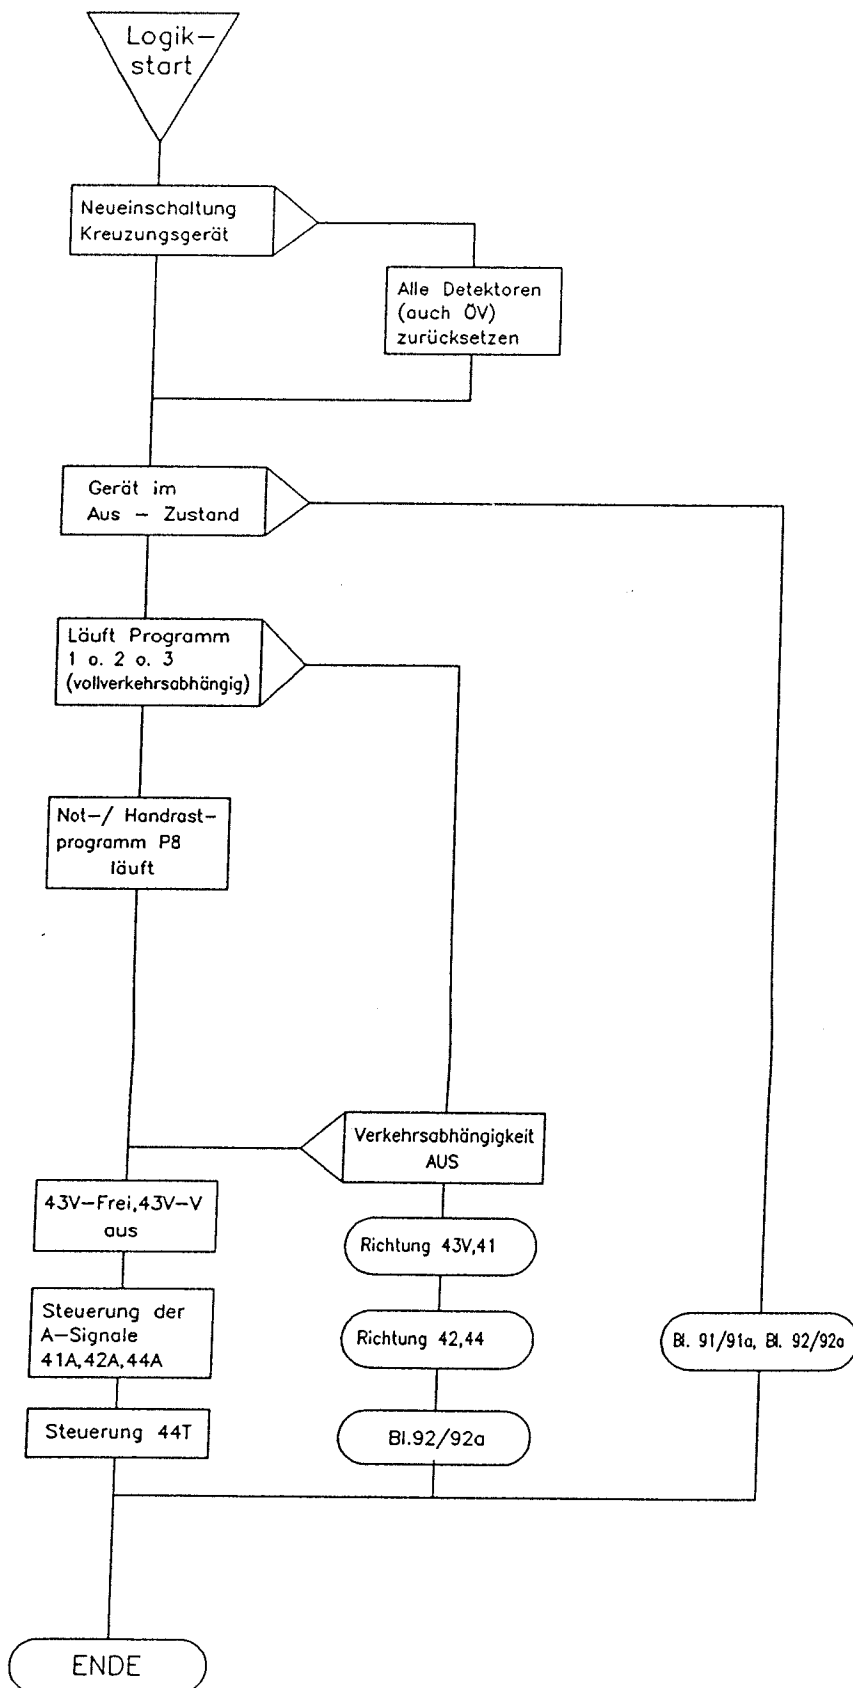 Logik-
start
Neueinschaltung
Kreuzungsgerät
Alle Detektoren
(auch ÖV)
zurücksetzen
Gerät im
Aus - Zustand
Läuft Programm
1 o. 2 o. 3
(vollverkehrsabhängig)
Not-/ Handrast-
programm P8
läuft
Verkehrsabhängigkeit
AUS
43V-Frei,43V-V
aus
Richtung 43V,41
Steuerung der
A-Signale
41A,42A,44A
Richtung 42,44
Bl. 91/91a, Bl. 92/92a
Steuerung 44T
Bl.92/92a
ENDE